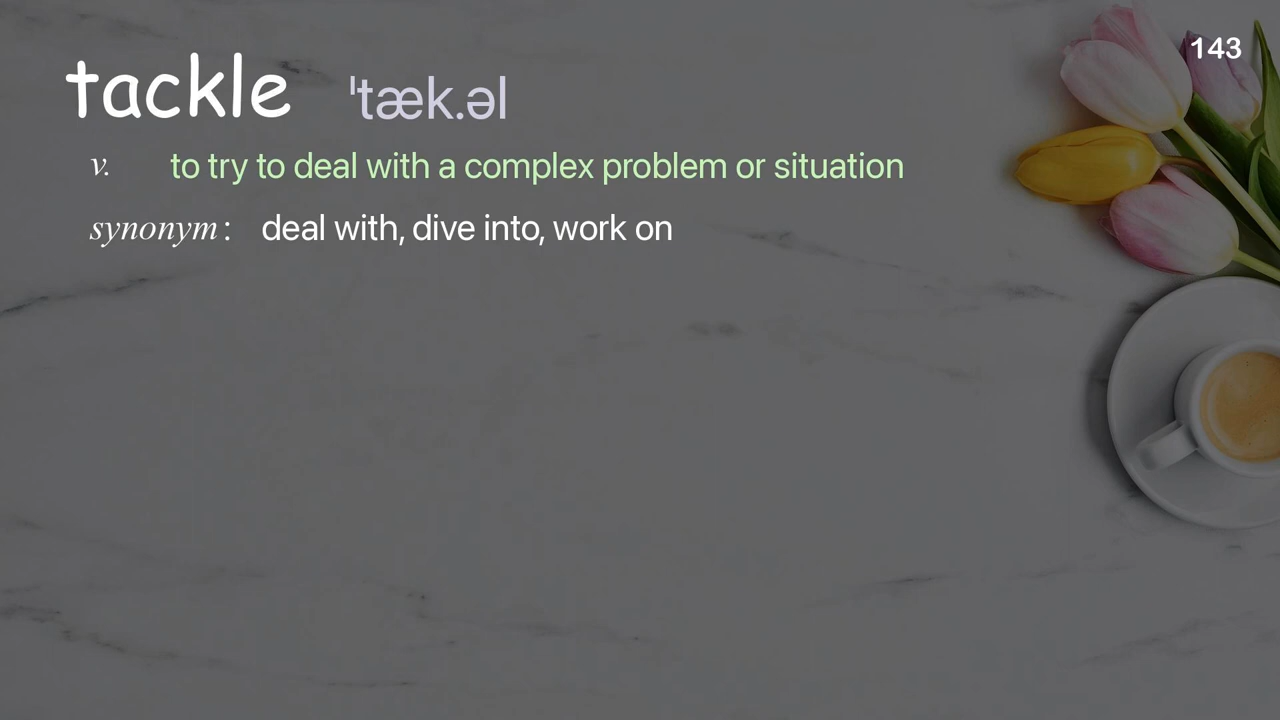 143
tackle ˈtæk.əl
v. to try to deal with a complex problem or situation
synonym : deal with, dive into, work on